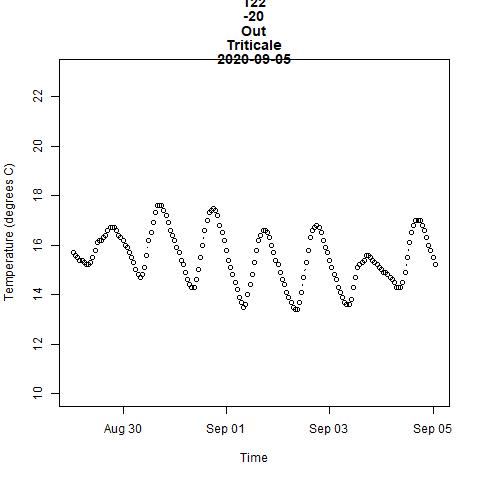 122
-20
Out
Triticale
2020-09-05
Temperature (degrees C)
22
20
18
16
14
12
10
Aug 30
Sep 01
Sep 03
Sep 05
Time